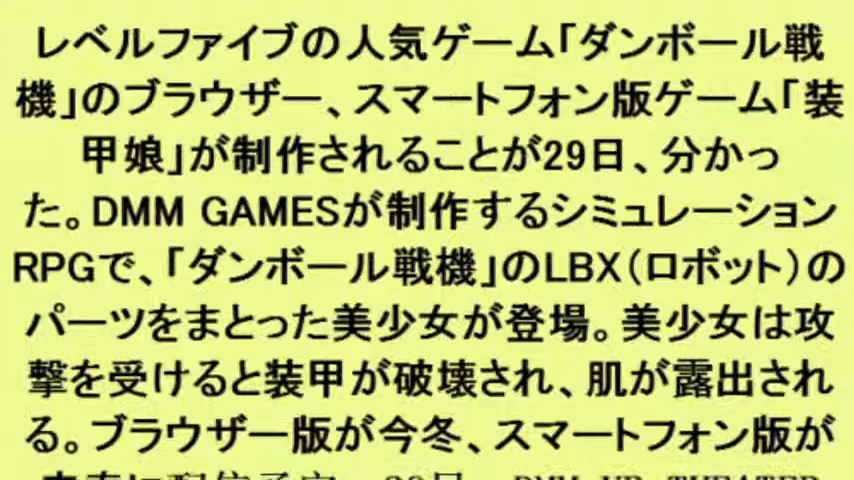 レベルファイブの人気ゲーム「ダンボール戦
機」のブラウザー、スマートフォン版ゲーム「装
甲娘」が制作されることが29日、分かっ
た。DMM GAMESが制作するシミュレーション
RPGで、「ダンボール戦機」のLBX（ロボット）の
パーツをまとった美少女が登場。美少女は攻
撃を受けると装甲が破壊され、肌が露出され
る。ブラウザー版が今冬、スマートフォン版が